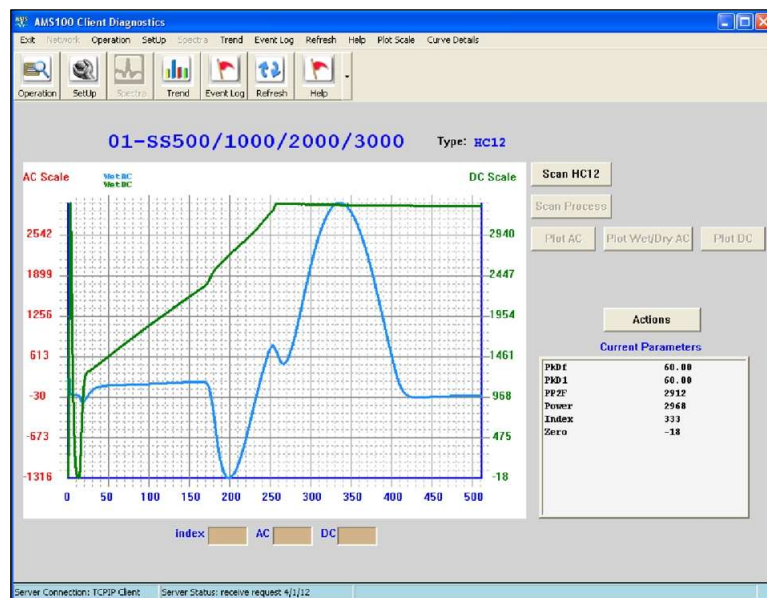 AMS100 Client Diagnostics
Exit Network Operation SetUp Spectra Trend Event Log Refresh Help Plot Scale Curve Details
Operation SetUp Spectra Trend Event Log Refresh Help
01-SS500/1000/2000/3000 Type: HC12
AC Scale Wet AC DC Scale
Wet DC
2542 2940
1899 2447
1256 1954
613 1461
-30 968
-673 475
-1316 -18
0 50 100 150 200 250 300 350 400 450 500
index AC DC
Scan HC12
Scan Process
Plot AC Plot Wet/Dry AC Plot DC
Actions
Current Parameters
PkDf 60.00
PkD1 60.00
PP2F 2912
Power 2968
Index 333
Zero -18
Server Connection: TCPIP Client Server Status: receive request 4/1/12